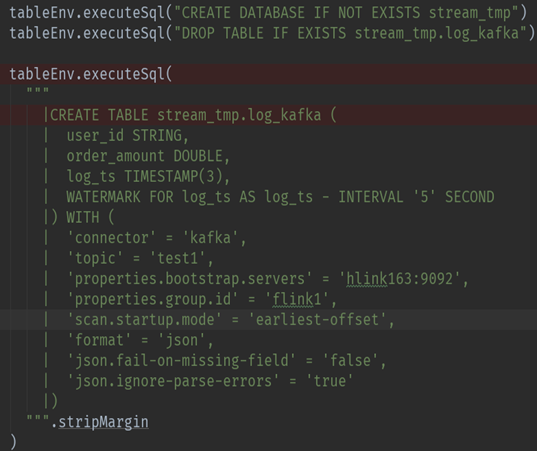 tableEnv.executeSql("CREATE DATABASE IF NOT EXISTS stream_tmp")
tableEnv.executeSql("DROP TABLE IF EXISTS stream_tmp.log_kafka")
tableEnv.executeSql(
"""
|CREATE TABLE stream_tmp.log_kafka (
|  user_id STRING,
|  order_amount DOUBLE,
|  log_ts TIMESTAMP(3),
|  WATERMARK FOR log_ts AS log_ts - INTERVAL '5' SECOND
|) WITH (
|  'connector' = 'kafka',
|  'topic' = 'test1',
|  'properties.bootstrap.servers' = 'hlink163:9092',
|  'properties.group.id' = 'flink1',
|  'scan.startup.mode' = 'earliest-offset',
|  'format' = 'json',
|  'json.fail-on-missing-field' = 'false',
|  'json.ignore-parse-errors' = 'true'
|)
""".stripMargin
)